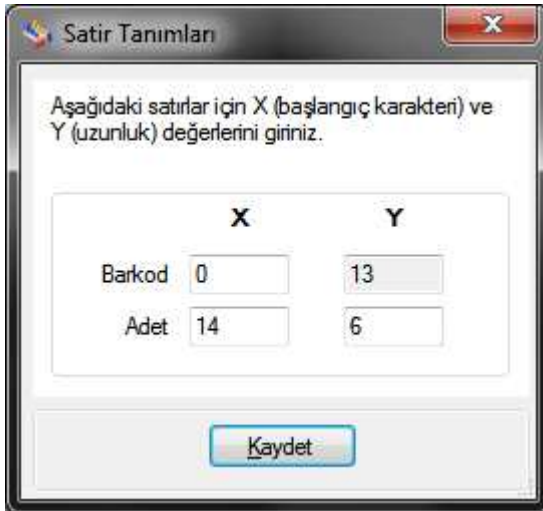 Satir Tanımları
Aşağıdaki satırlar için X (başlangıç karakteri) ve
Y (uzunluk) değerlerini giriniz.
X Y
Barkod 0 13
Adet 14 6
Kaydet